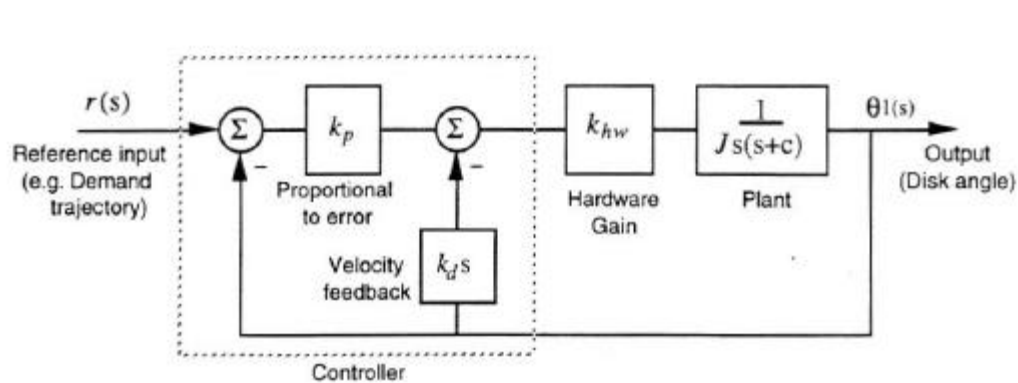 r(s)
Reference input
(e.g. Demand
trajectory)
Σ
−
k_p
Proportional
to error
Σ
−
Velocity
feedback
k_d s
Controller
k_hw
Hardware
Gain
1
Js(s+c)
Plant
θ1(s)
Output
(Disk angle)